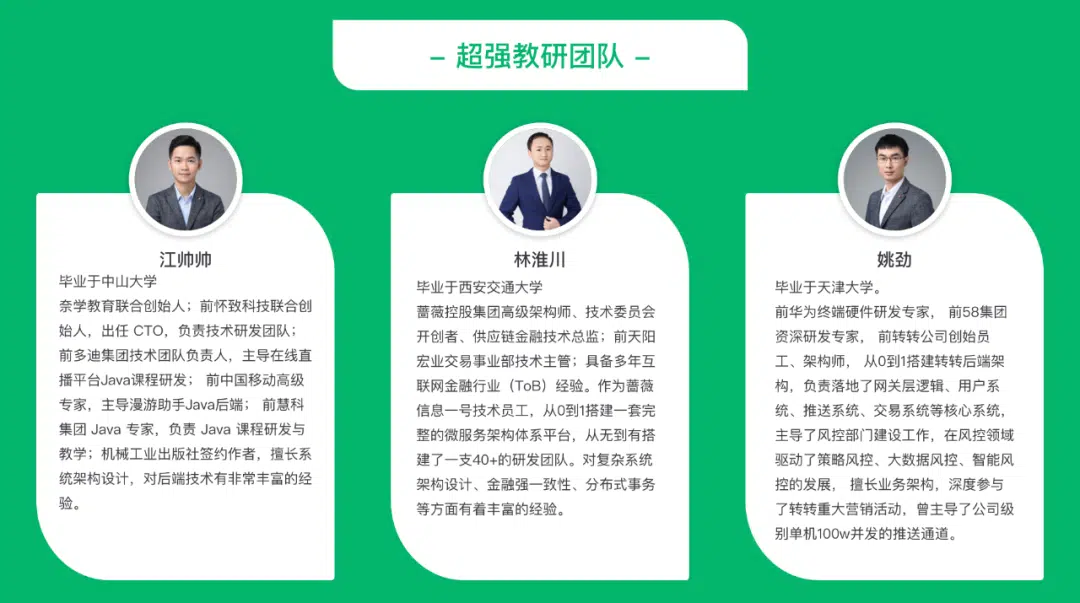 – 超强教研团队 –
江帅帅
毕业于中山大学
奈学教育联合创始人；前怀致科技联合创
始人，出任 CTO，负责技术研发团队；
前多迪集团技术团队负责人，主导在线直
播平台Java课程研发； 前中国移动高级
专家，主导漫游助手Java后端； 前慧科
集团 Java 专家，负责 Java 课程研发与
教学；机械工业出版社签约作者，擅长系
统架构设计，对后端技术有非常丰富的经
验。
林淮川
毕业于西安交通大学
蔷薇控股集团高级架构师、技术委员会
开创者、供应链金融技术总监；前天阳
宏业交易事业部技术主管；具备多年互
联网金融行业（ToB）经验。作为蔷薇
信息一号技术员工，从0到1搭建一套完
整的微服务架构体系平台，从无到有搭
建了一支40+的研发团队。对复杂系统
架构设计、金融强一致性、分布式事务
等方面有着丰富的经验。
姚劲
毕业于天津大学。
前华为终端硬件研发专家， 前58集团
资深研发专家， 前转转公司创始员
工、架构师， 从0到1搭建转转后端架
构，负责落地了网关层逻辑、用户系
统、推送系统、交易系统等核心系统，
主导了风控部门建设工作，在风控领域
驱动了策略风控、大数据风控、智能风
控的发展， 擅长业务架构，深度参与
了转转重大营销活动，曾主导了公司级
别单机100w并发的推送通道。